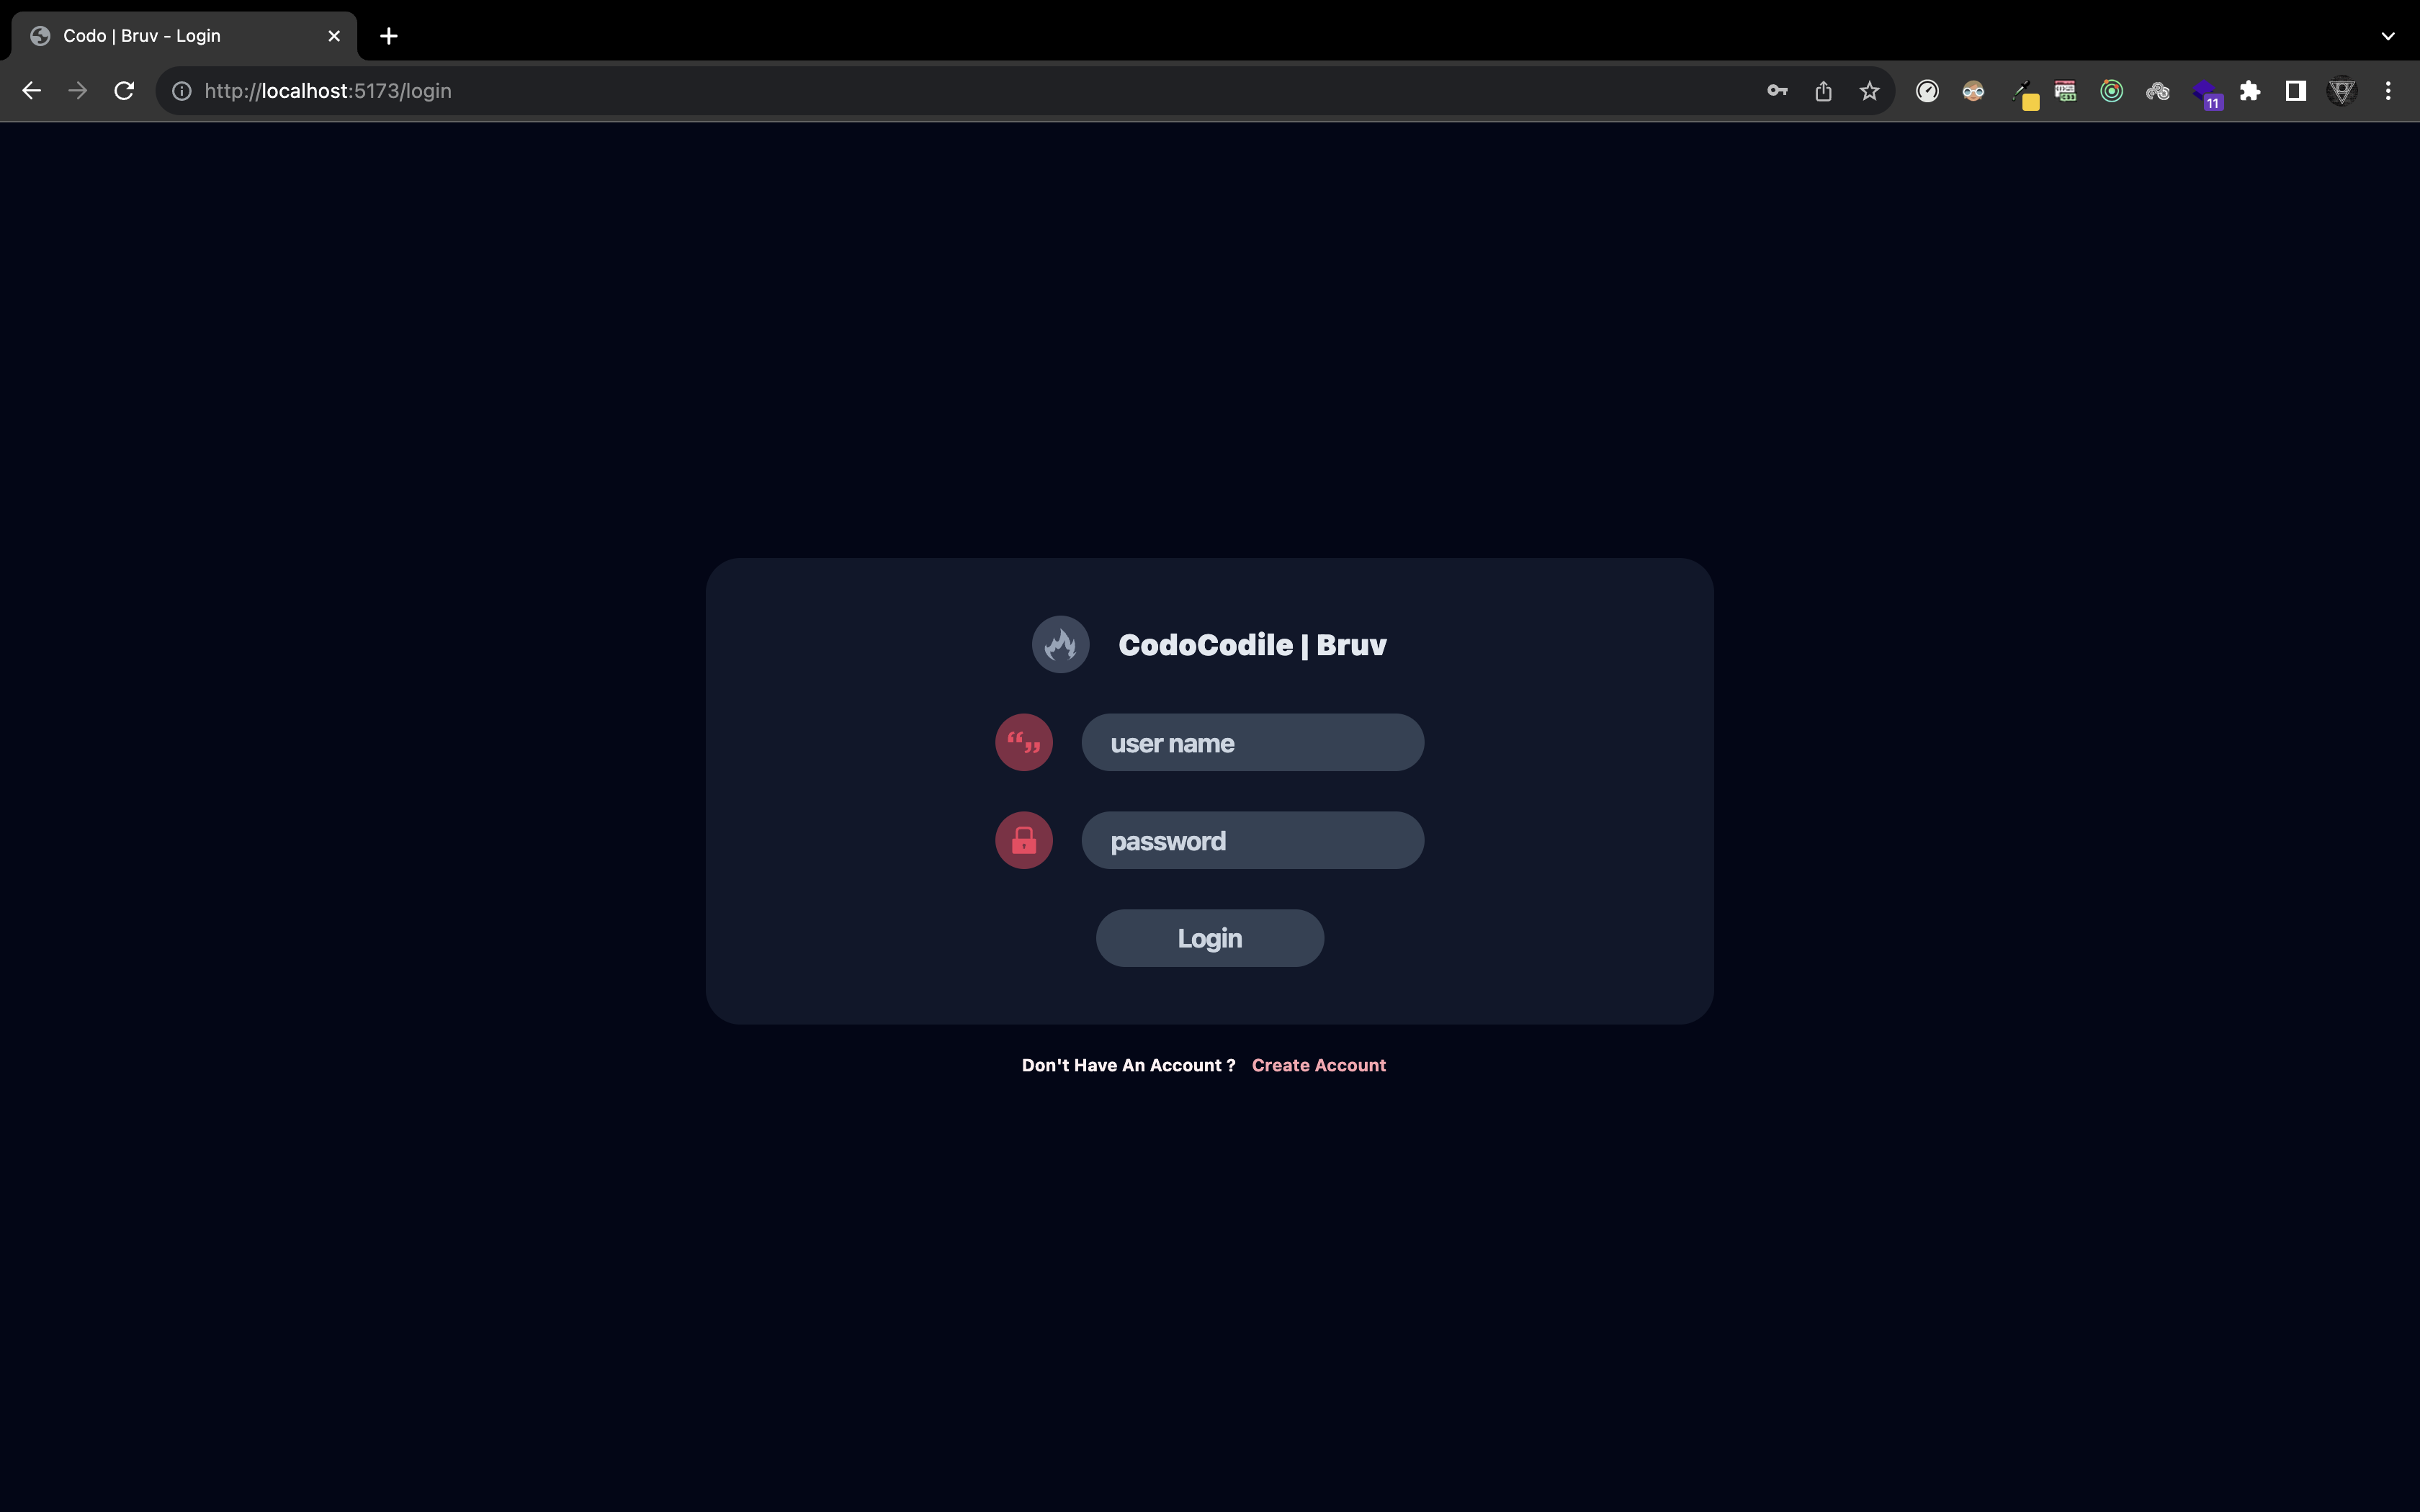 Codo | Bruv - Login
http://localhost:5173/login
11
CodoCodile | Bruv
user name
password
Login
Don't Have An Account ? Create Account